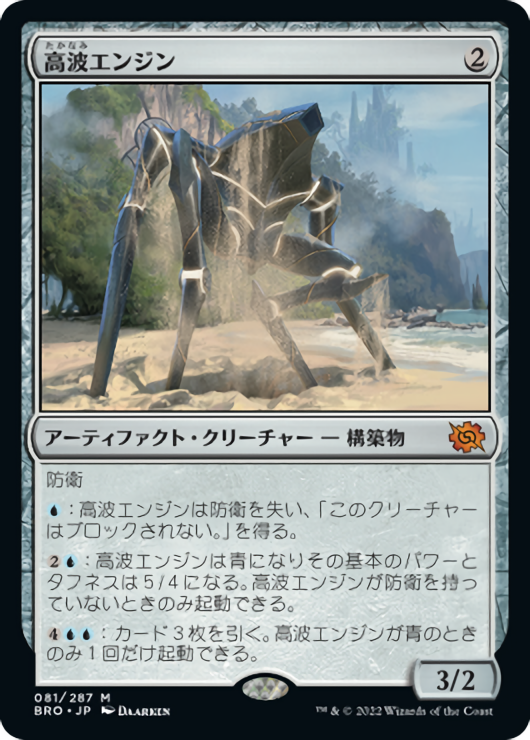 たかなみ
高波エンジン 2
アーティファクト・クリーチャー ― 構築物
防衛
:高波エンジンは防衛を失い、「このクリーチャー
はブロックされない。」を得る。
2:高波エンジンは青になりその基本のパワーと
タフネスは5/4になる。高波エンジンが防衛を持っ
ていないときのみ起動できる。
4:カード3枚を引く。高波エンジンが青のとき
のみ1回だけ起動できる。
3/2
081/287 M
BRO・JP DAARKEN
™ & © 2022 Wizards of the Coast